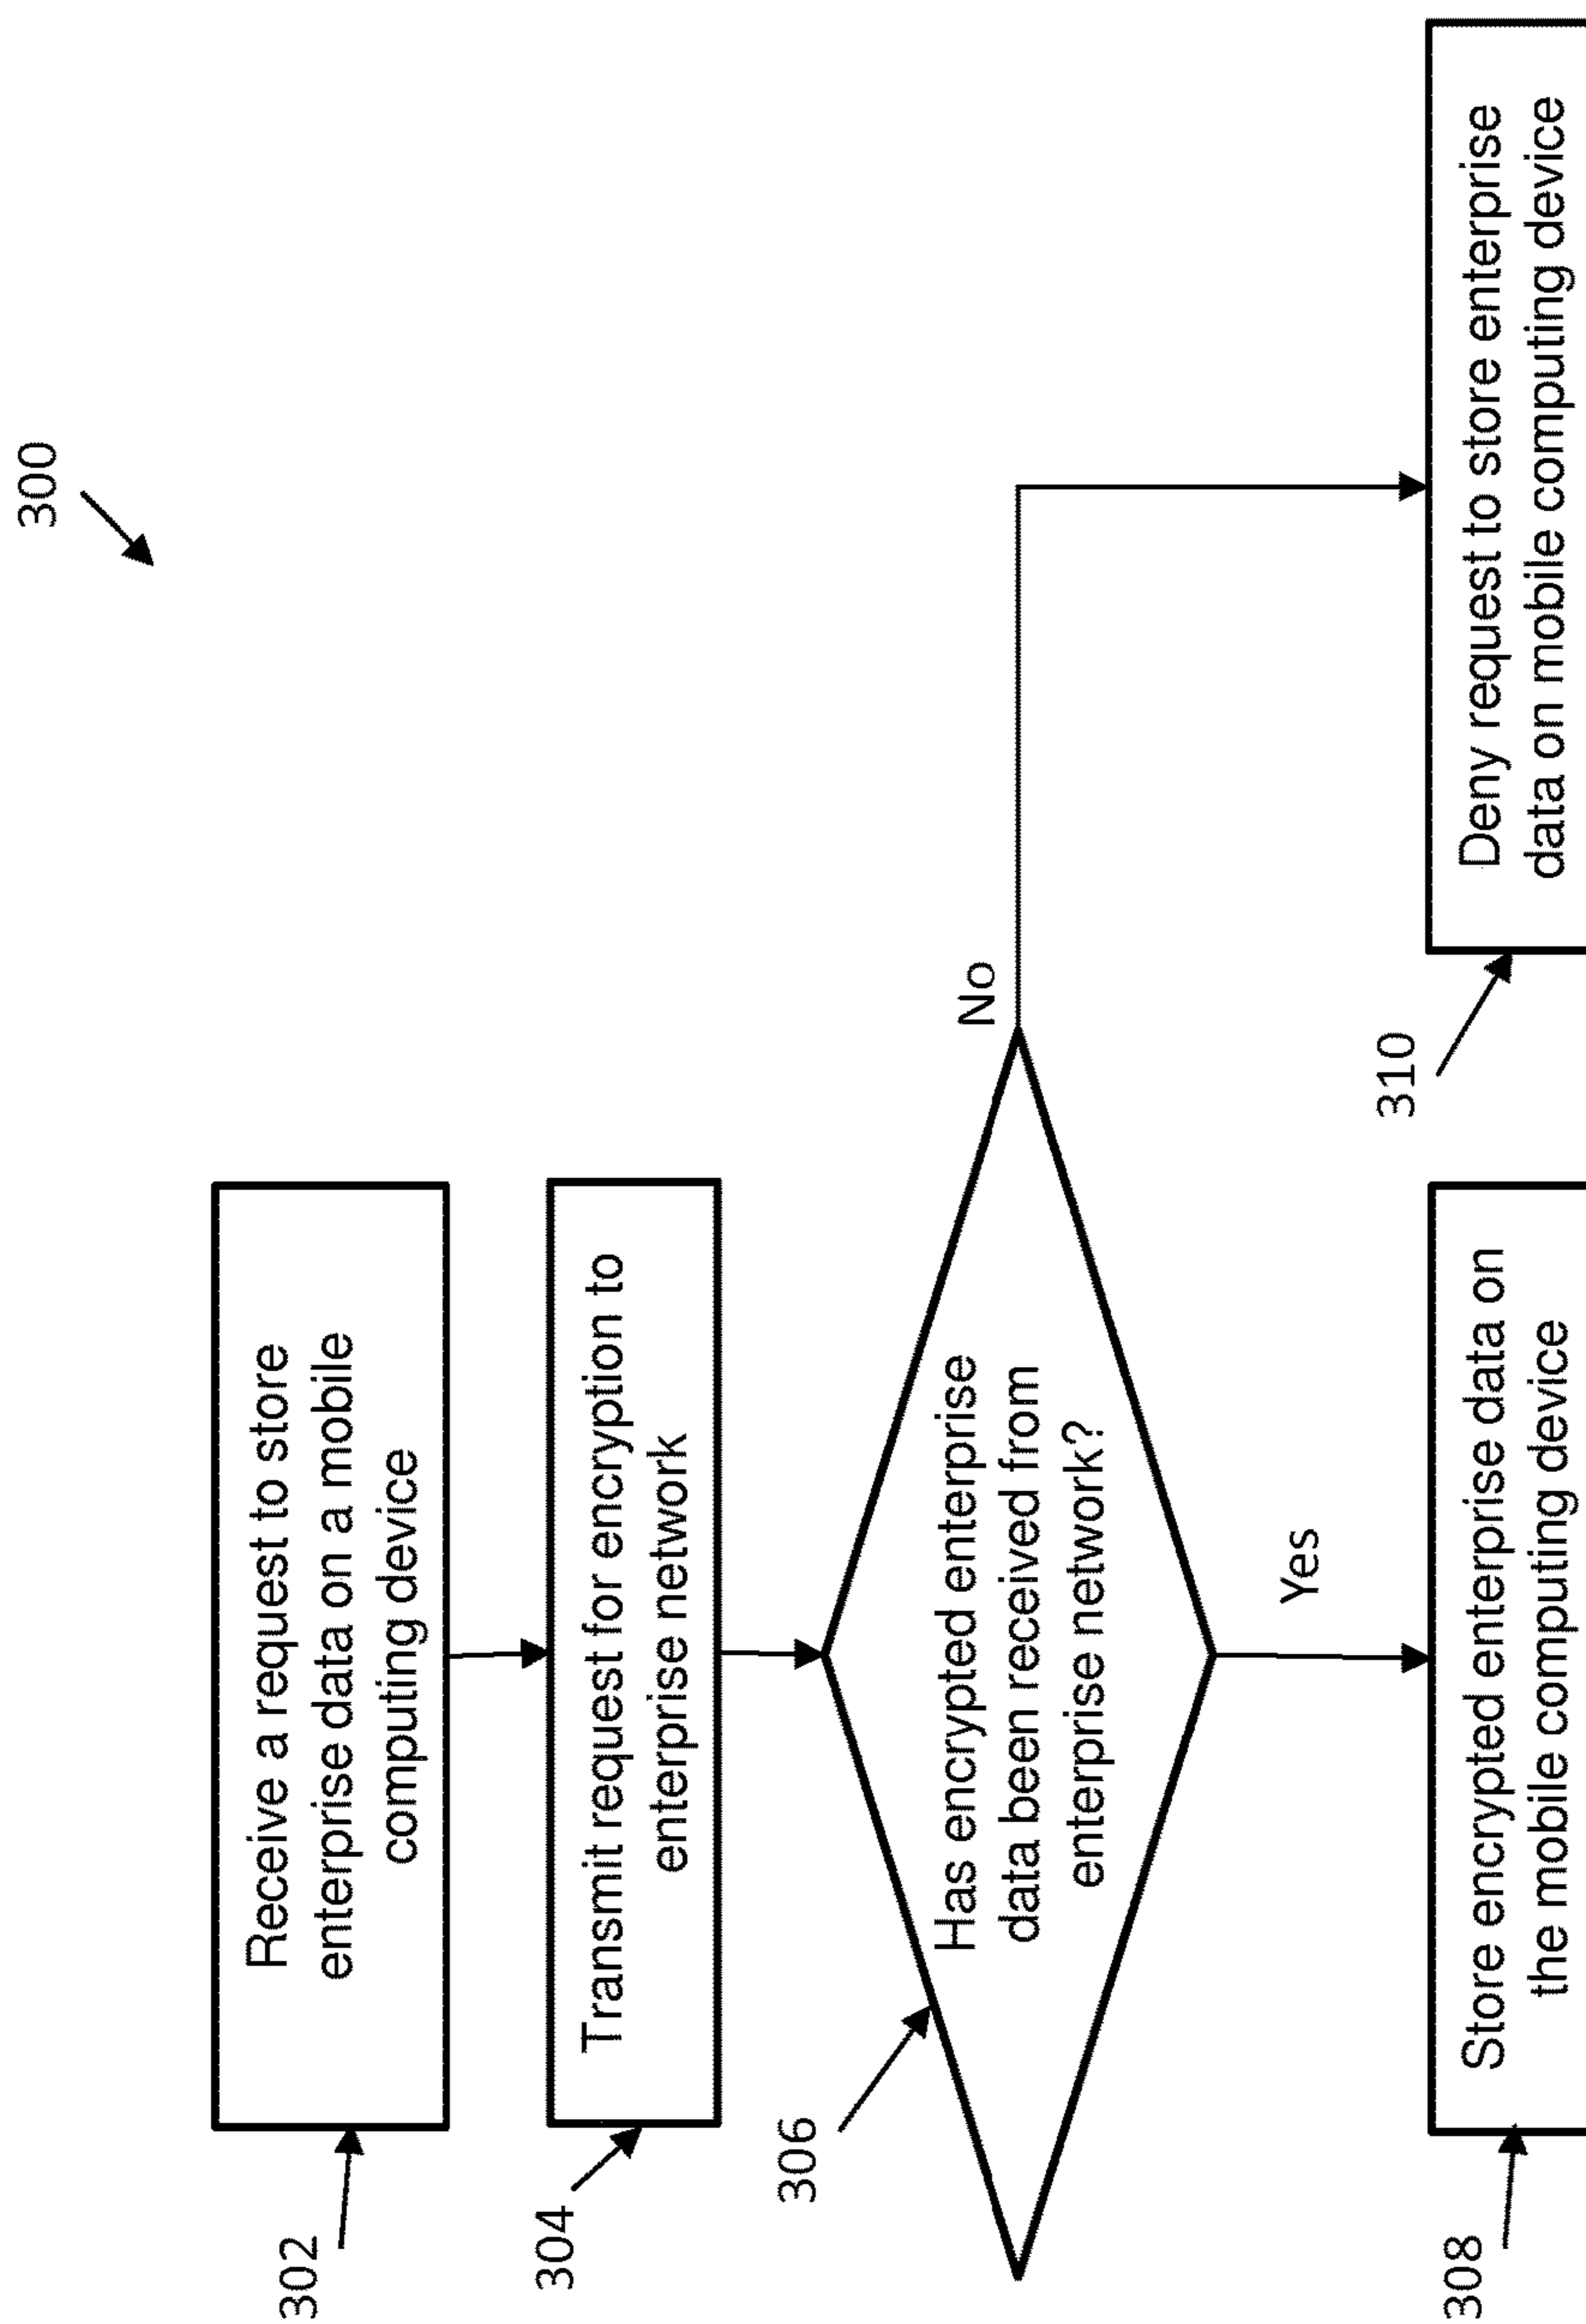 300
302
Receive a request to store
enterprise data on a mobile
computing device
304
Transmit request for encryption to
enterprise network
306
Has encrypted enterprise
data been received from
enterprise network?
No
Yes
308
Store encrypted enterprise data on
the mobile computing device
310
Deny request to store enterprise
data on mobile computing device